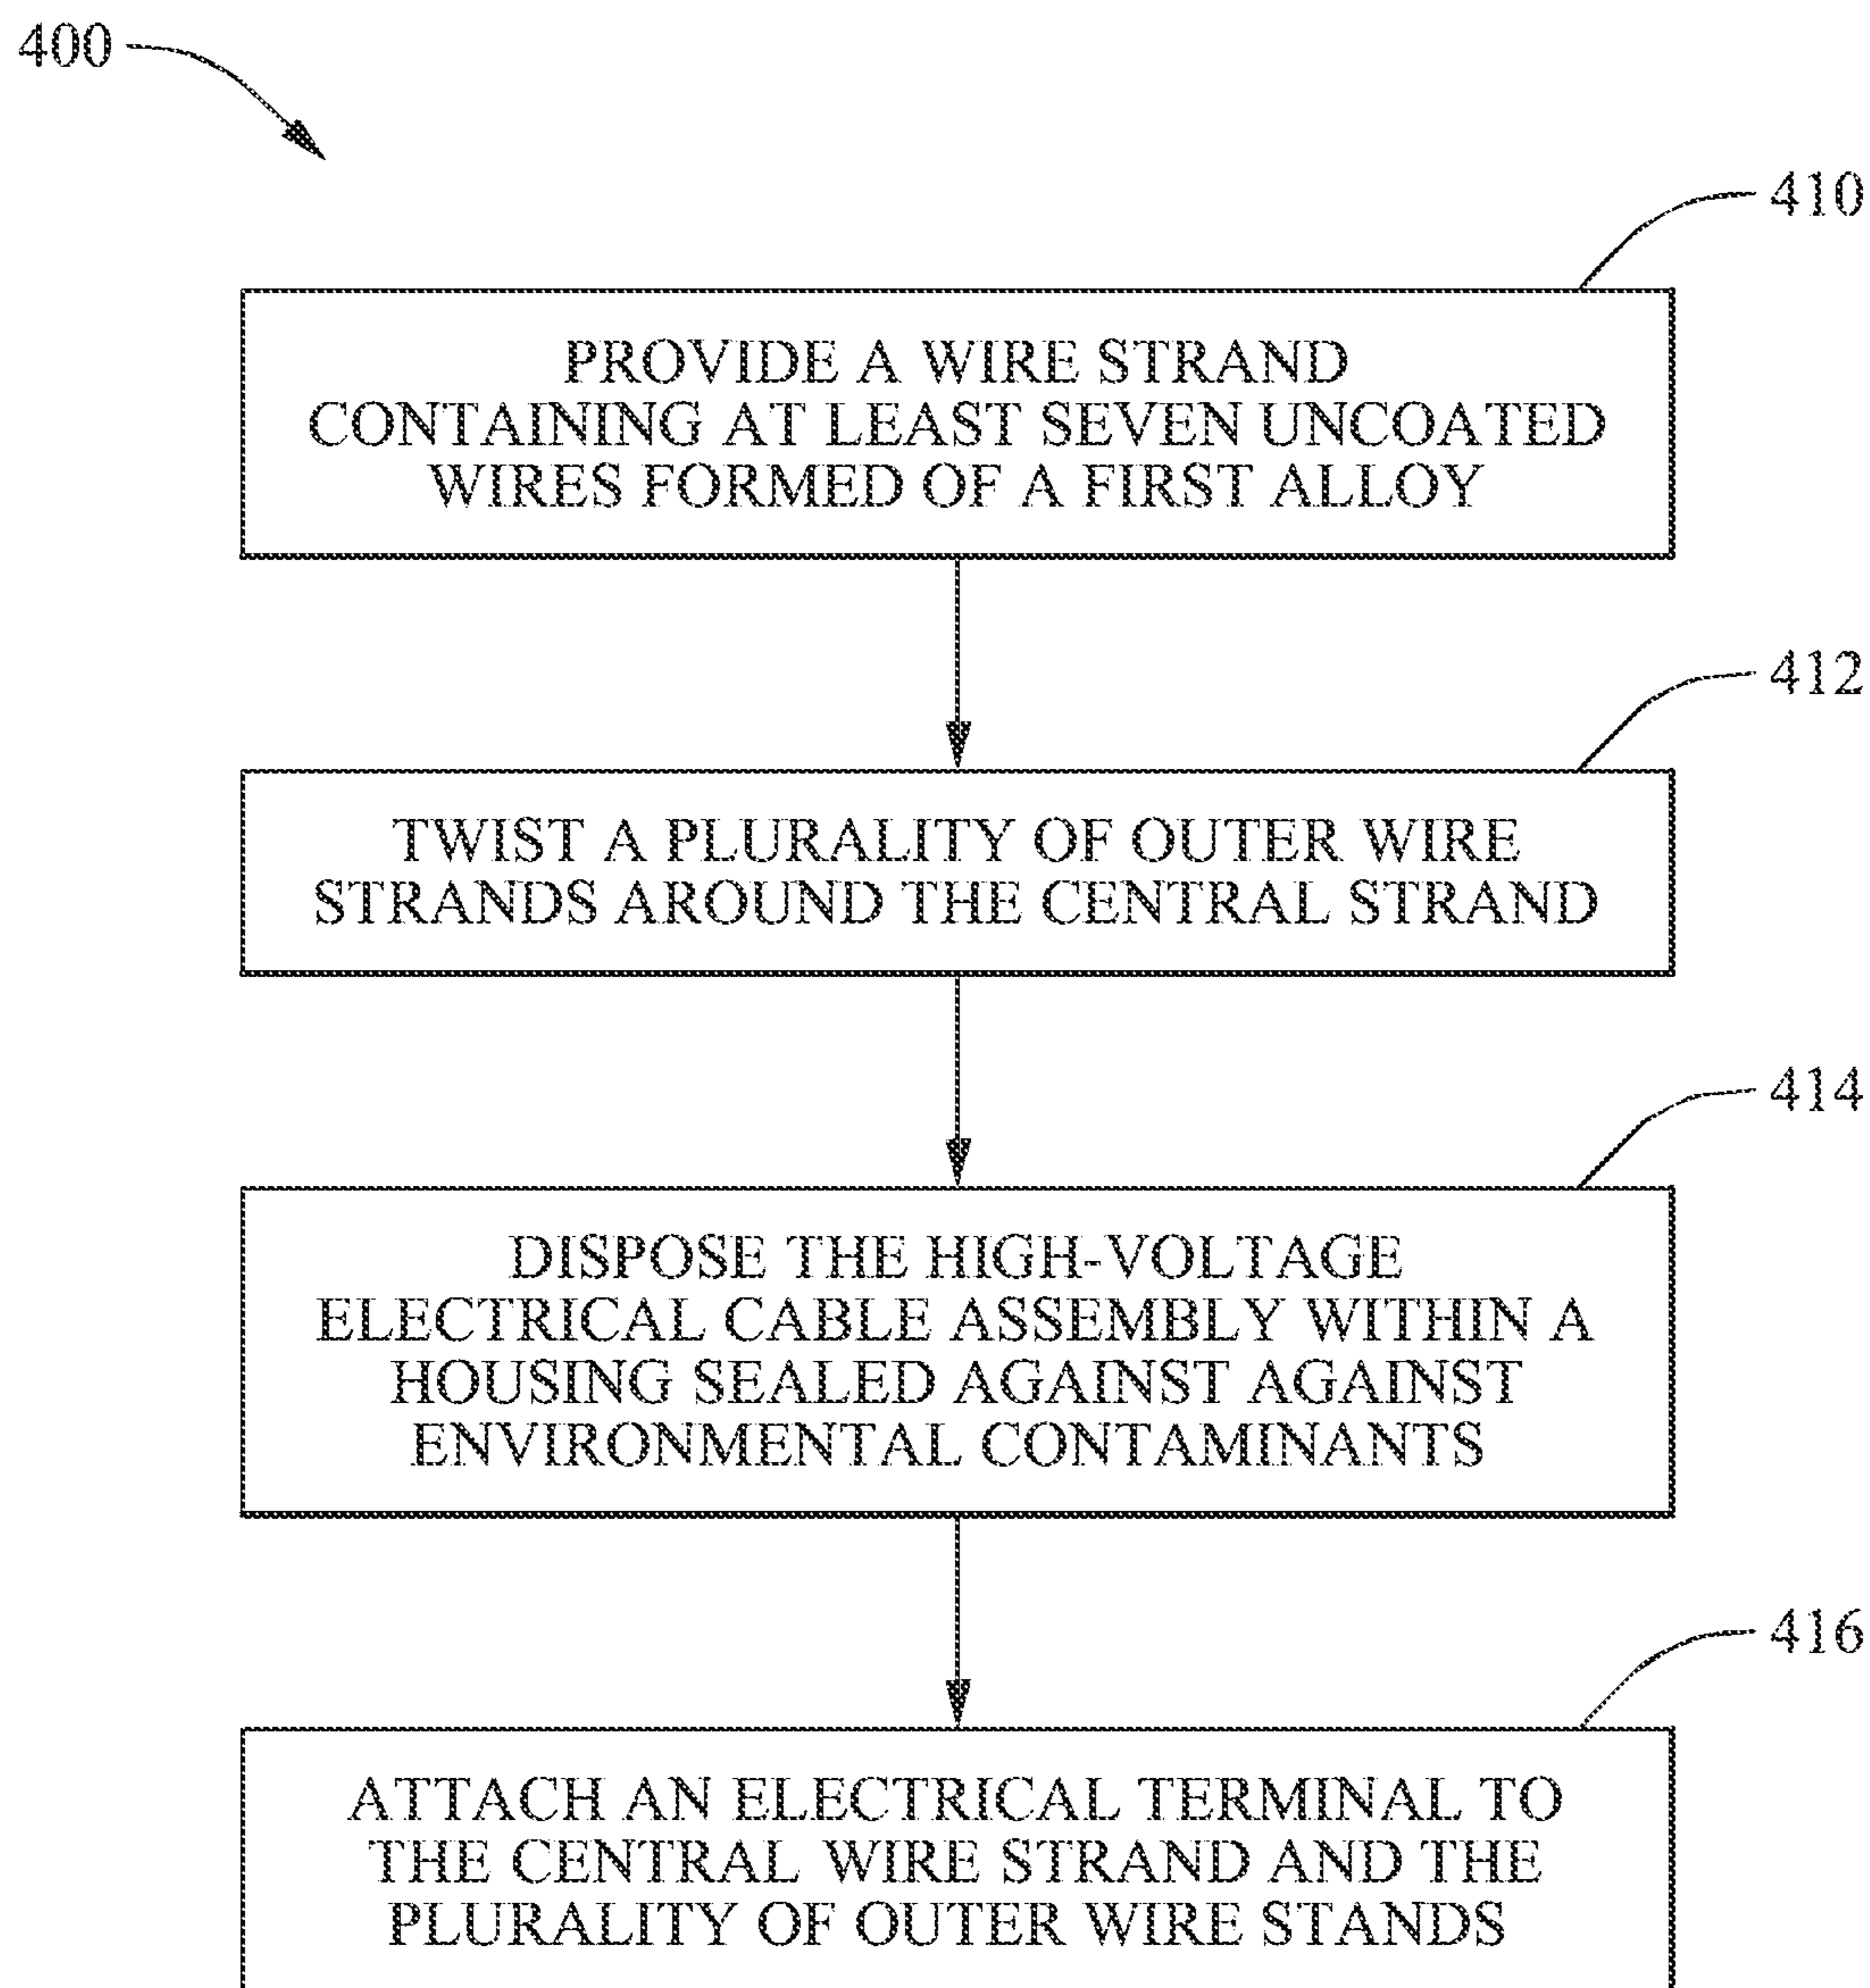 400
410
PROVIDE A WIRE STRAND
CONTAINING AT LEAST SEVEN UNCOATED
WIRES FORMED OF A FIRST ALLOY
412
TWIST A PLURALITY OF OUTER WIRE
STRANDS AROUND THE CENTRAL STRAND
414
DISPOSE THE HIGH-VOLTAGE
ELECTRICAL CABLE ASSEMBLY WITHIN A
HOUSING SEALED AGAINST AGAINST
ENVIRONMENTAL CONTAMINANTS
416
ATTACH AN ELECTRICAL TERMINAL TO
THE CENTRAL WIRE STRAND AND THE
PLURALITY OF OUTER WIRE STANDS